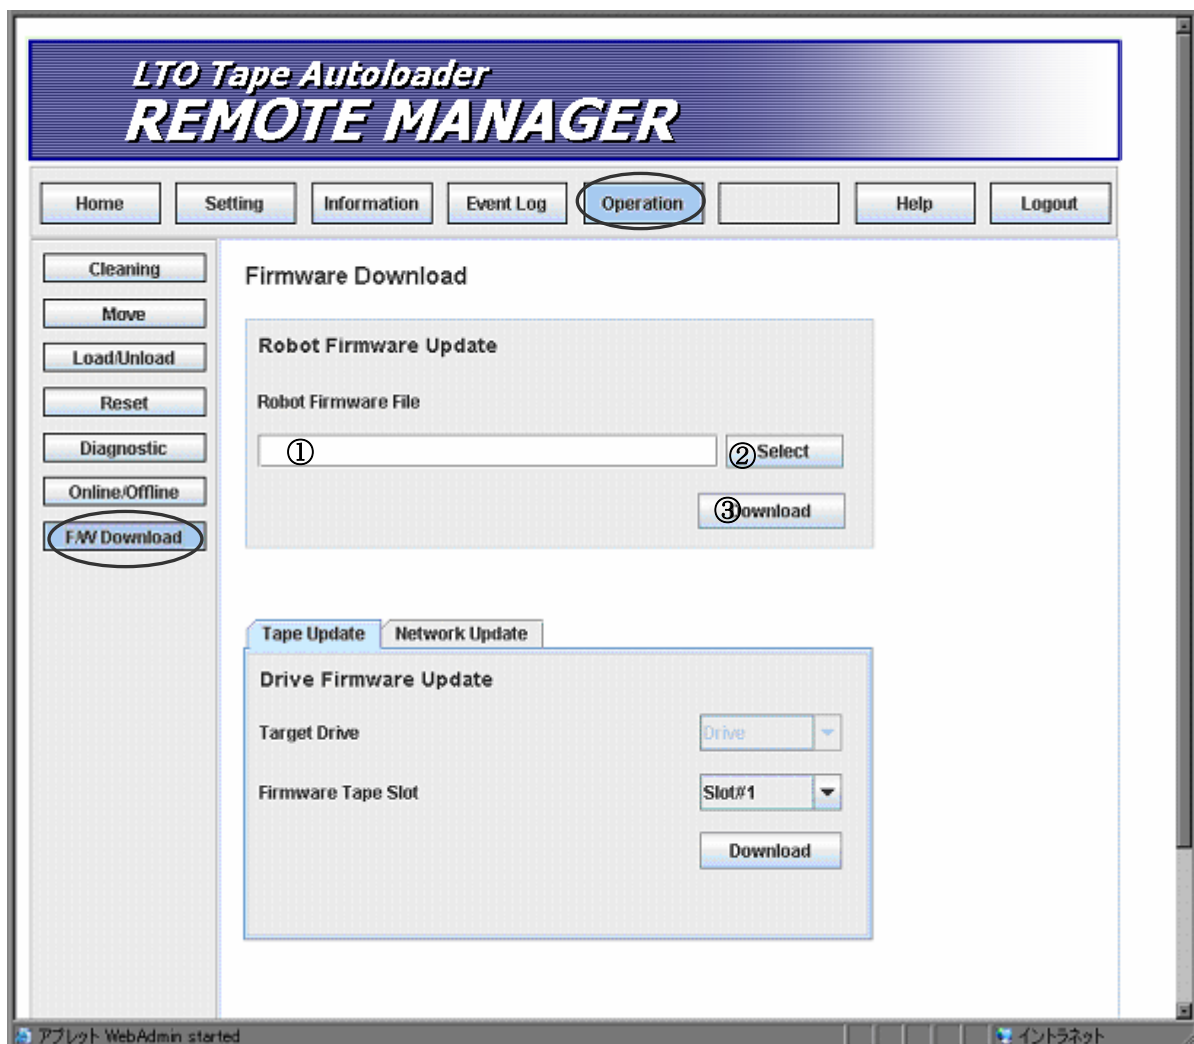 LTO Tape Autoloader
REMOTE MANAGER
Home Setting Information Event Log Operation Help Logout
Cleaning
Move
Load/Unload
Reset
Diagnostic
Online/Offline
F/W Download
Firmware Download
Robot Firmware Update
Robot Firmware File
① ②Select
③Download
Tape Update Network Update
Drive Firmware Update
Target Drive Drive
Firmware Tape Slot Slot#1
Download
アプレット WebAdmin started イントラネット